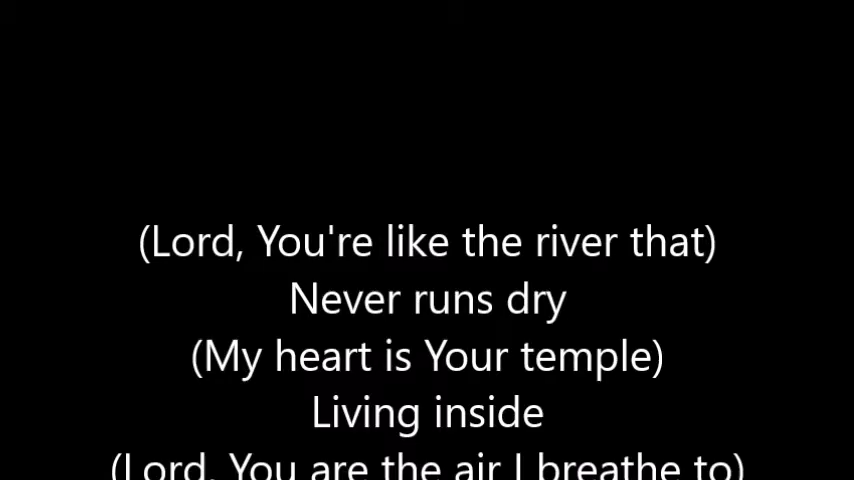 (Lord, You're like the river that)
Never runs dry
(My heart is Your temple)
Living inside
(Lord, You are the air I breathe to)